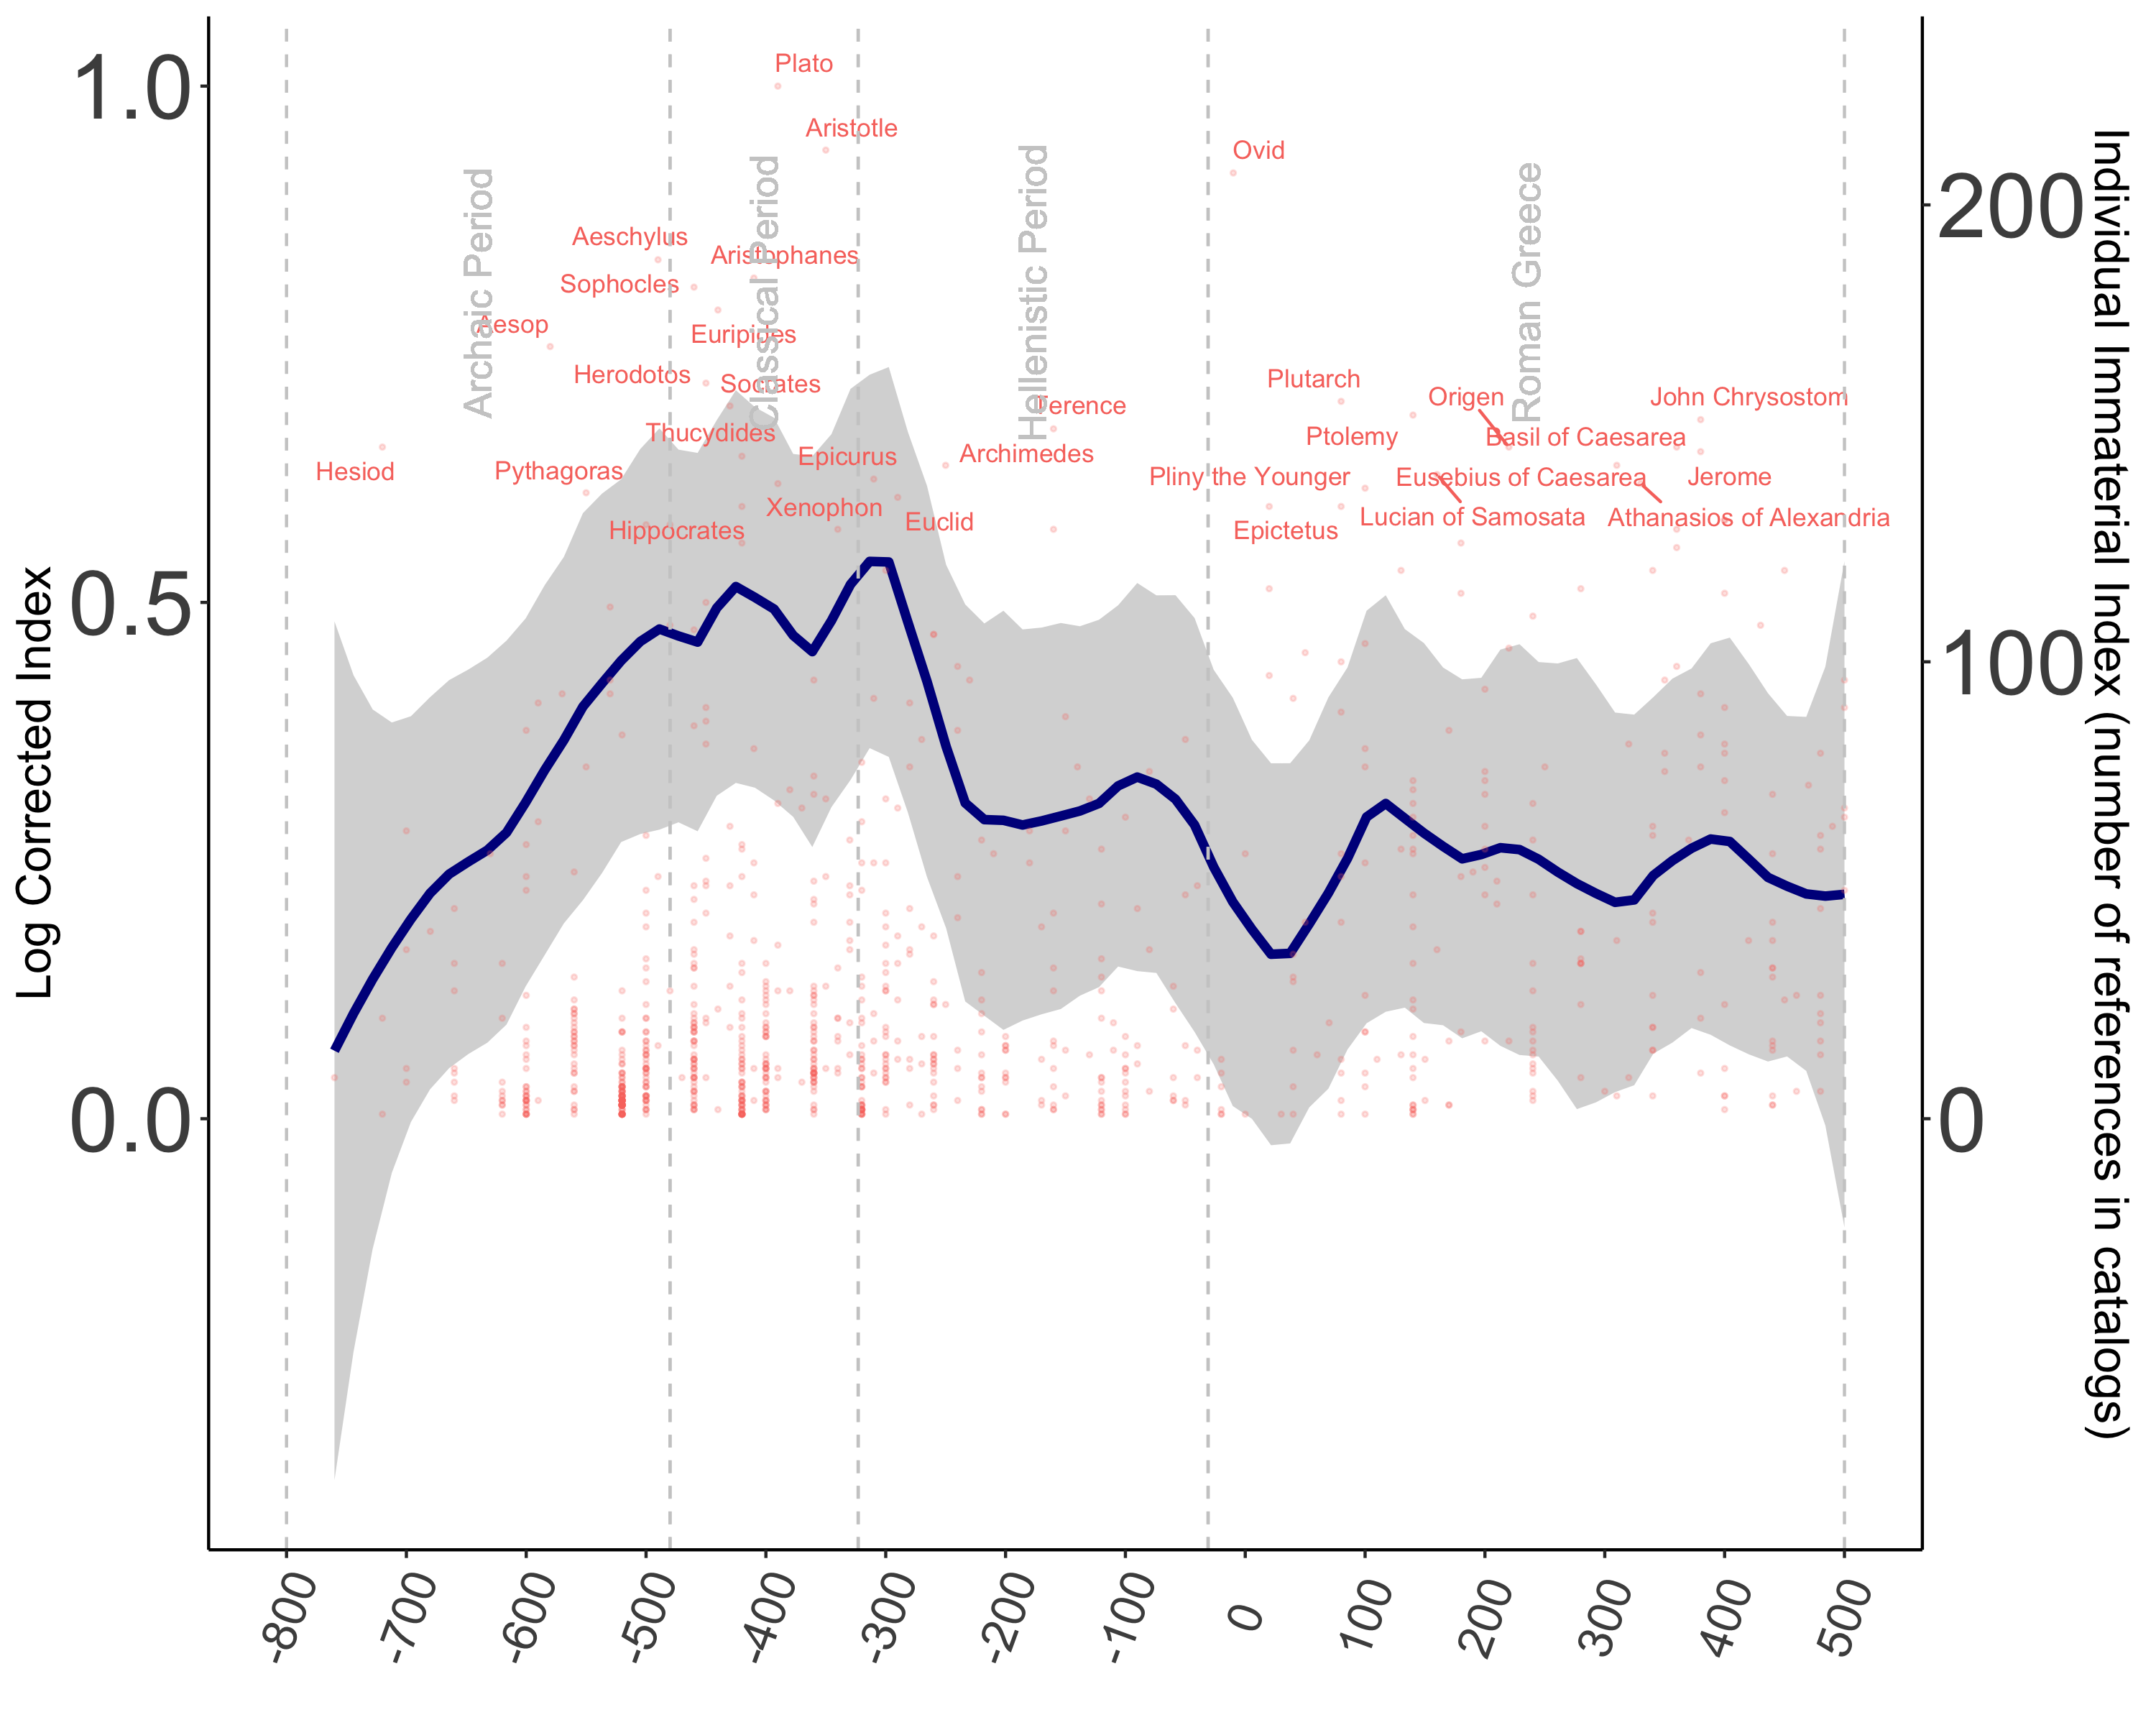 Plato
1.0
Aristotle
Ovid
200
Archaic Period
Classical Period
Hellenistic Period
Roman Greece
Aeschylus
Aristophanes
Sophocles
Aesop
Euripides
Herodotos
Socrates
Plutarch
Origen
John Chrysostom
Terence
Thucydides
Ptolemy
Basil of Caesarea
Hesiod
Pythagoras
Epicurus
Archimedes
Pliny the Younger
Eusebius of Caesarea
Jerome
Xenophon
Euclid
Lucian of Samosata
Athanasios of Alexandria
Hippocrates
Epictetus
0.5
100
0.0
0
Log Corrected Index
Individual Immaterial Index (number of references in catalogs)
-800
-700
-600
-500
-400
-300
-200
-100
0
100
200
300
400
500